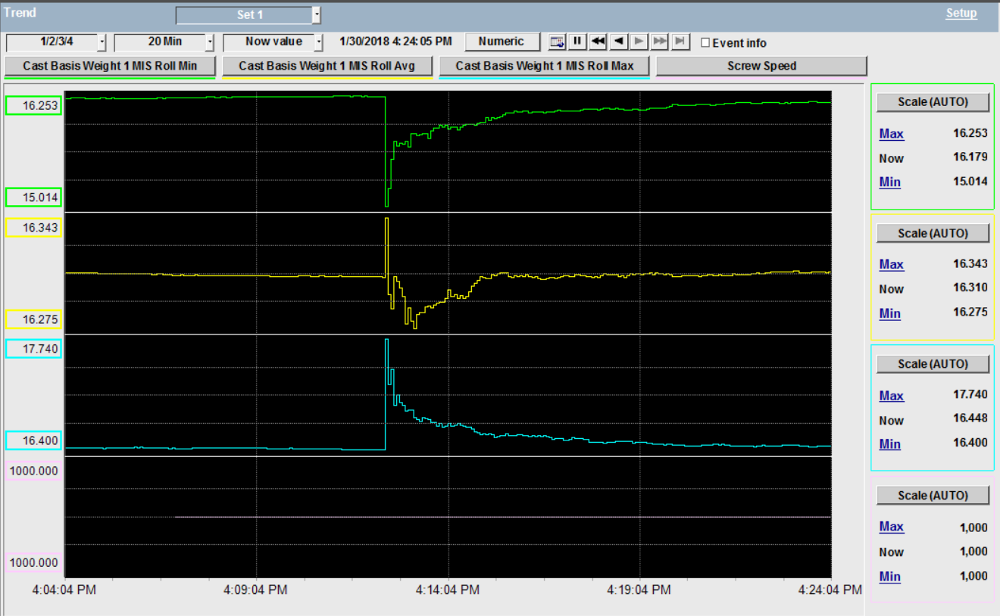 Trend
Set 1
Setup
1/2/3/4
20 Min
Now value
1/30/2018 4:24:05 PM
Numeric
Event info
Cast Basis Weight 1 MIS Roll Min
Cast Basis Weight 1 MIS Roll Avg
Cast Basis Weight 1 MIS Roll Max
Screw Speed
16.253
15.014
16.343
16.275
17.740
16.400
1000.000
1000.000
4:04:04 PM
4:09:04 PM
4:14:04 PM
4:19:04 PM
4:24:04 PM
Scale (AUTO)
Max 16.253
Now 16.179
Min 15.014
Scale (AUTO)
Max 16.343
Now 16.310
Min 16.275
Scale (AUTO)
Max 17.740
Now 16.448
Min 16.400
Scale (AUTO)
Max 1,000
Now 1,000
Min 1,000